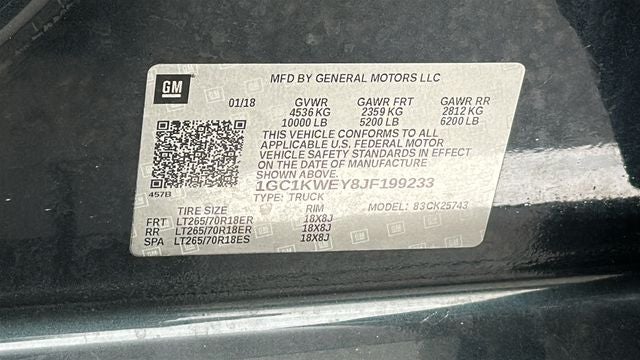 GM
MFD BY GENERAL MOTORS LLC
01/18 GVWR GAWR FRT GAWR RR
4536 KG 2359 KG 2812 KG
10000 LB 5200 LB 6200 LB
THIS VEHICLE CONFORMS TO ALL
APPLICABLE U.S. FEDERAL MOTOR
VEHICLE SAFETY STANDARDS IN EFFECT
ON THE DATE OF MANUFACTURE
SHOWN ABOVE.
1GC1KWEY8JF199233
457B TYPE: TRUCK MODEL: 83CK25743
TIRE SIZE RIM
FRT LT265/70R18ER 18X8J
RR LT265/70R18ER 18X8J
SPA LT265/70R18ES 18X8J